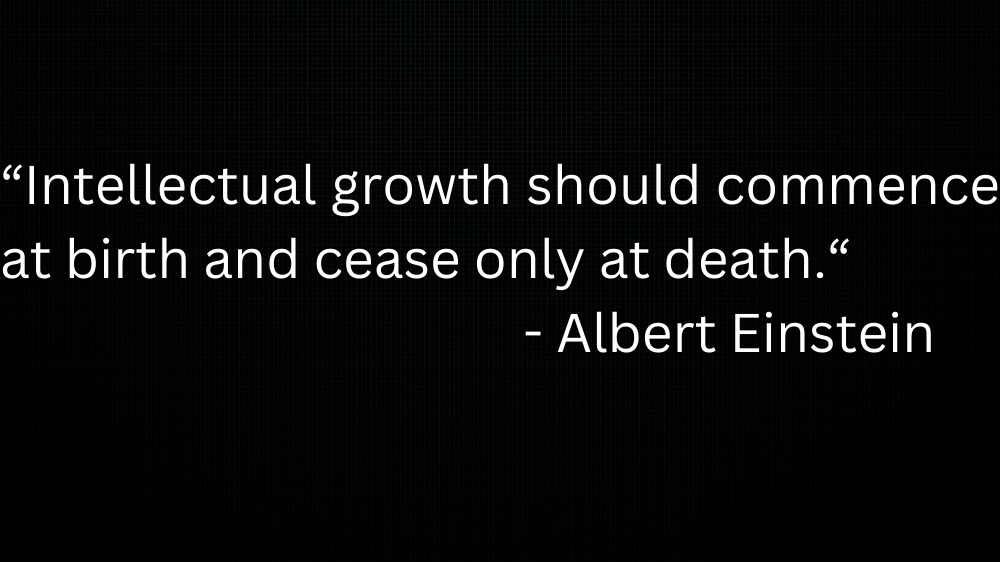 “Intellectual growth should commence
at birth and cease only at death.“
- Albert Einstein